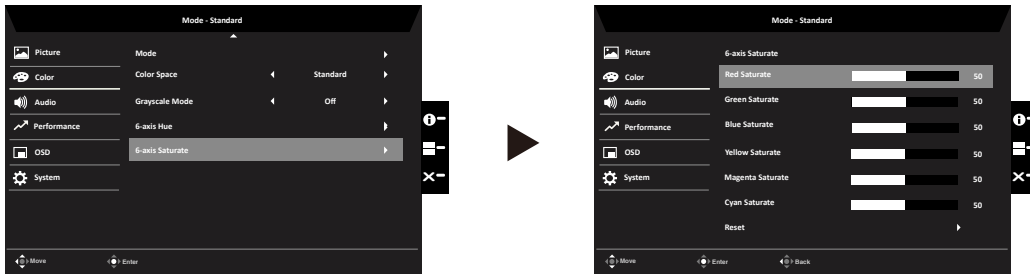 Mode - Standard
Picture
Color
Audio
Performance
OSD
System
Mode
Color Space Standard
Grayscale Mode Off
6-axis Hue
6-axis Saturate
Move Enter
Mode - Standard
Picture
Color
Audio
Performance
OSD
System
6-axis Saturate
Red Saturate 50
Green Saturate 50
Blue Saturate 50
Yellow Saturate 50
Magenta Saturate 50
Cyan Saturate 50
Reset
Move Enter Back